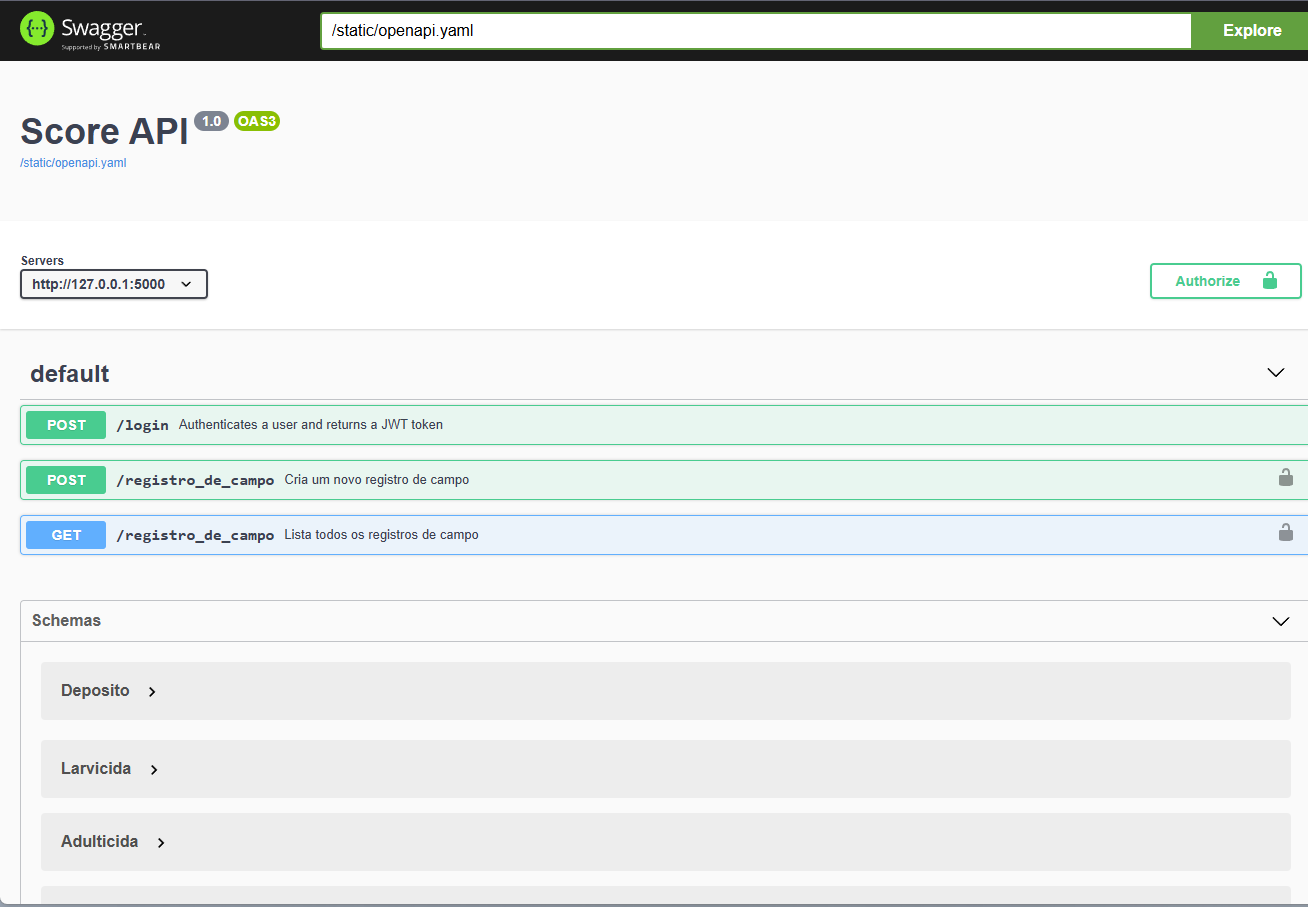 Swagger
Supported by SMARTBEAR
/static/openapi.yaml
Explore
Score API 1.0 OAS3
/static/openapi.yaml
Servers
http://127.0.0.1:5000
Authorize
default
POST /login Authenticates a user and returns a JWT token
POST /registro_de_campo Cria um novo registro de campo
GET /registro_de_campo Lista todos os registros de campo
Schemas
Deposito
Larvicida
Adulticida